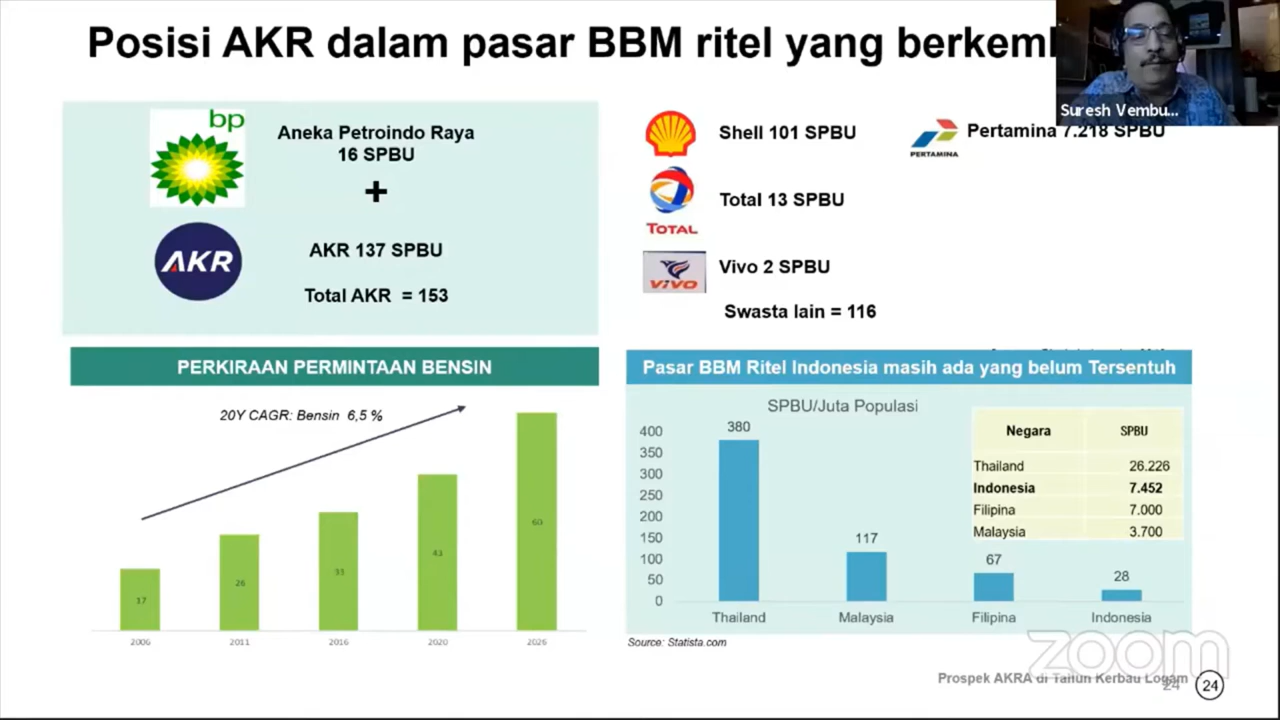 Posisi AKR dalam pasar BBM ritel yang
Suresh Vembu...
bp
Aneka Petroindo Raya
16 SPBU
+
AKR
AKR 137 SPBU
Total AKR = 153
Shell 101 SPBU
PERTAMINA
Pertamina 7.218 SPBU
TOTAL
Total 13 SPBU
ViVO
Vivo 2 SPBU
Swasta lain = 116
PERKIRAAN PERMINTAAN BENSIN
20Y CAGR: Bensin 6,5 %
17
26
33
43
60
2006
2011
2016
2020
2026
Pasar BBM Ritel Indonesia masih ada yang belum Tersentuh
SPBU/Juta Populasi
400
350
300
250
200
150
100
50
0
380
117
67
28
Thailand
Malaysia
Filipina
Indonesia
Negara SPBU
Thailand 26.226
Indonesia 7.452
Filipina 7.000
Malaysia 3.700
Source: Statista.com
zoom
Prospek AKRA di Tahun Kerbau Logam
24
24